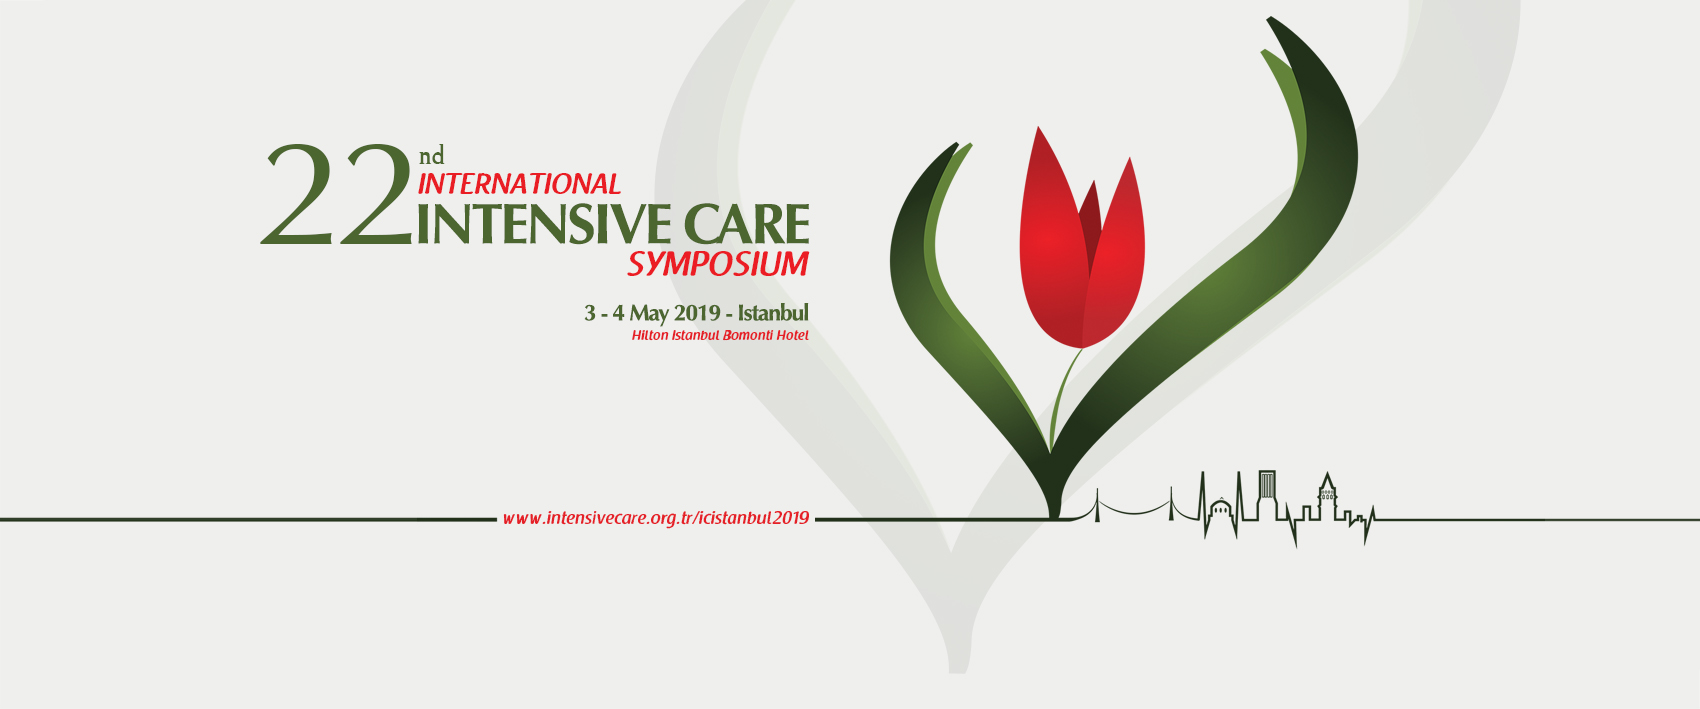 22nd
INTERNATIONAL
INTENSIVE CARE
SYMPOSIUM
3 - 4 May 2019 - Istanbul
Hilton Istanbul Bomonti Hotel
www.intensivecare.org.tr/icistanbul2019